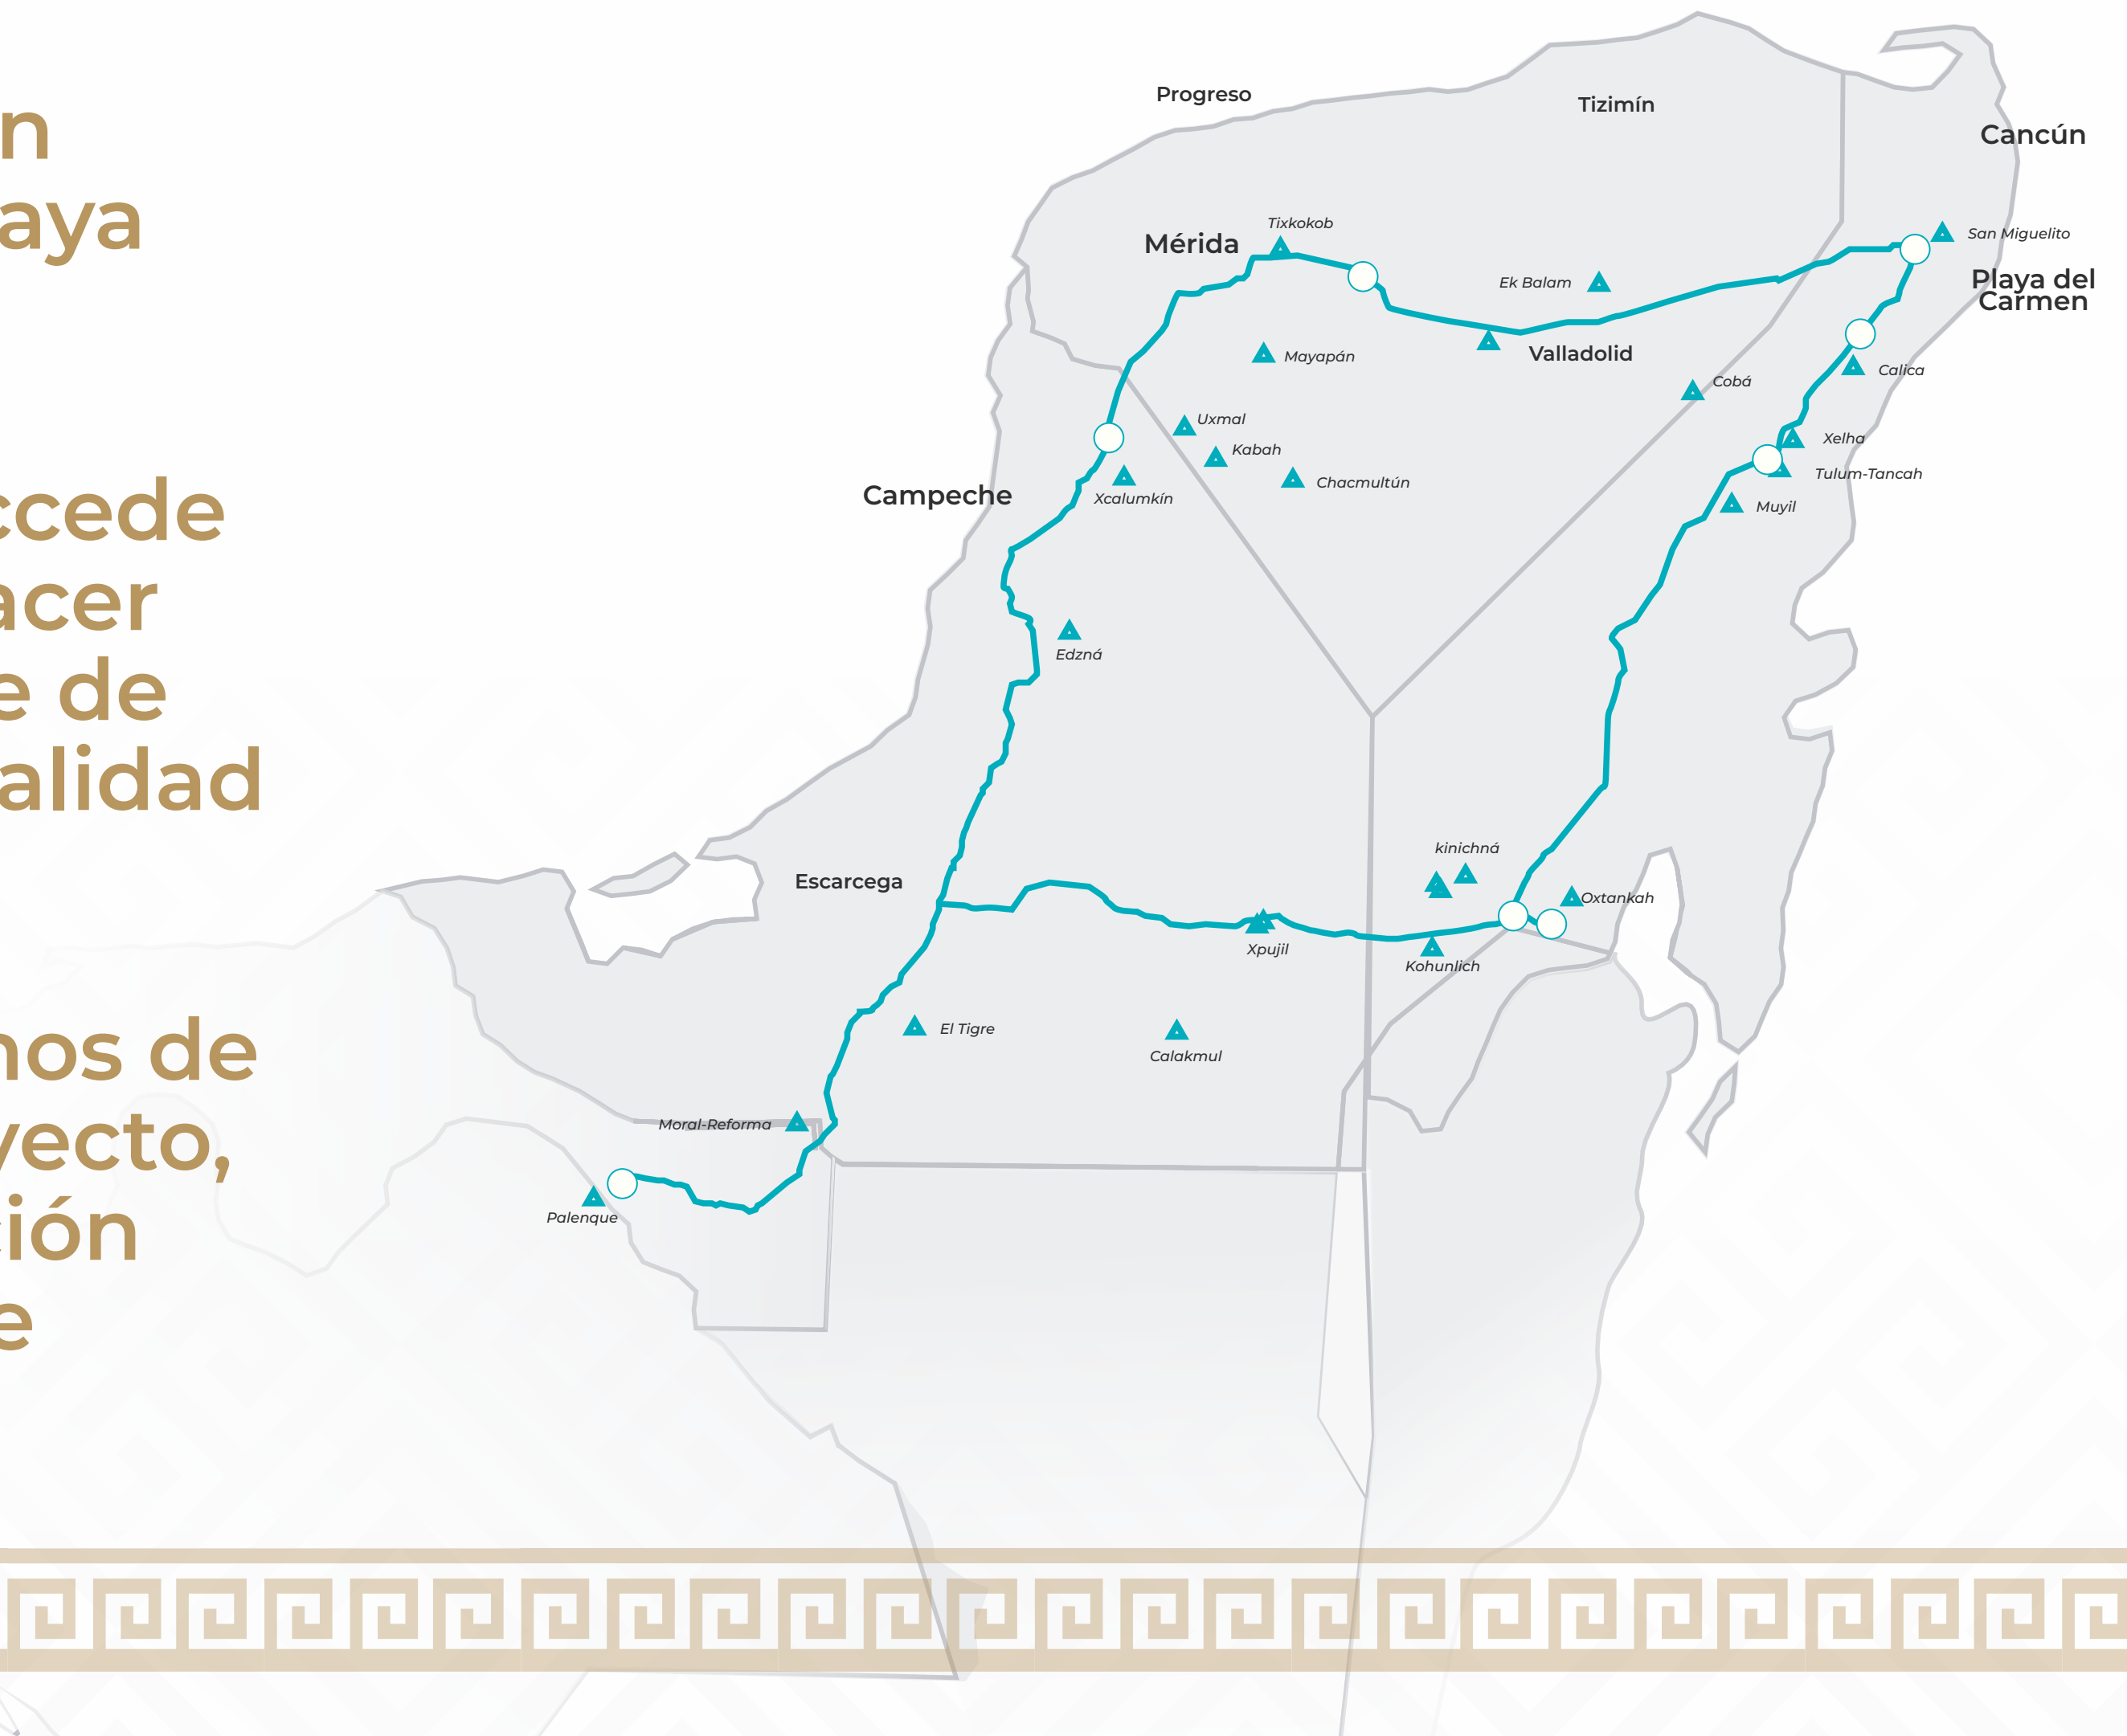 n
aya
ccede
acer
e de
alidad
nos de
yecto,
ción
e
Progreso
Tizimín
Cancún
Mérida
Tixkokob
San Miguelito
Ek Balam
Playa del
Carmen
Mayapán
Valladolid
Calica
Cobá
Uxmal
Kabah
Xelha
Chacmultún
Tulum-Tancah
Campeche
Xcalumkín
Muyil
Edzná
kinichná
Escarcega
Oxtankah
Xpujil
Kohunlich
El Tigre
Calakmul
Moral-Reforma
Palenque